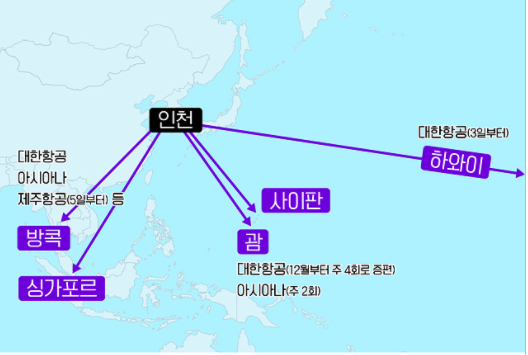 인천
대한항공(3일부터)
하와이
대한항공
아시아나
제주항공(5일부터) 등
방콕
싱가포르
사이판
괌
대한항공(12월부터 주 4회로 증편)
아시아나(주 2회)